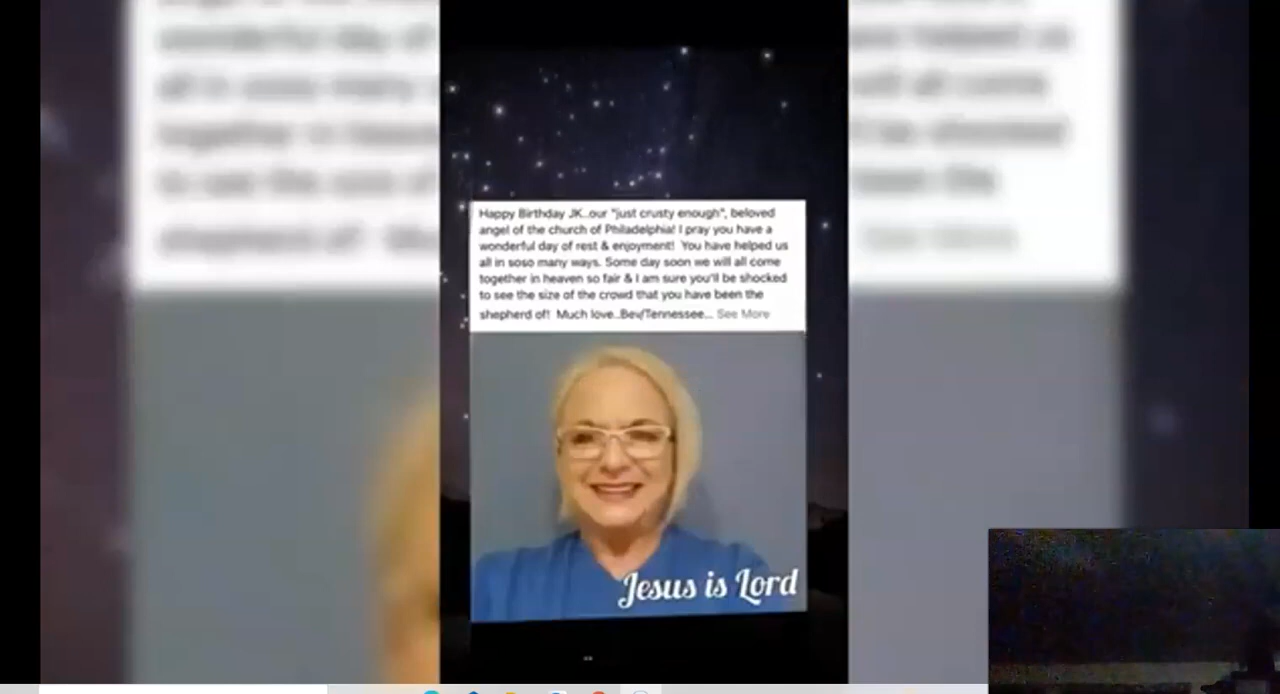 Happy Birthday JK..our "just crusty enough", beloved
angel of the church of Philadelphia! I pray you have a
wonderful day of rest & enjoyment! You have helped us
all in soso many ways. Some day soon we will all come
together in heaven so fair & I am sure you'll be shocked
to see the size of the crowd that you have been the
shepherd of! Much love..Bev/Tennessee... See More
Jesus is Lord